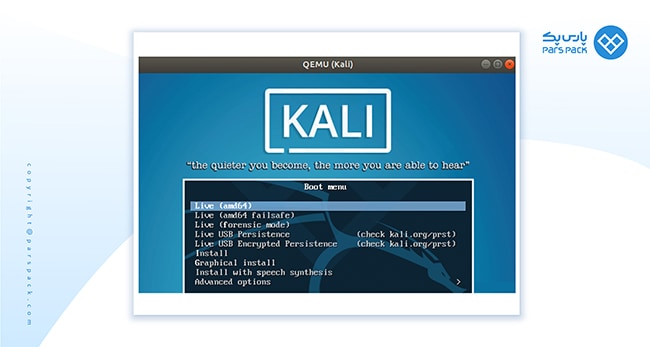 پارس پک
PARS PACK
QEMU (Kali)
KALI
“the quieter you become, the more you are able to hear”
Boot menu
Live (amd64)
Live (amd64 failsafe)
Live (forensic mode)
Live USB Persistence (check kali.org/prst)
Live USB Encrypted Persistence (check kali.org/prst)
Install
Graphical install
Install with speech synthesis
Advanced options >
copyright@parspack.com